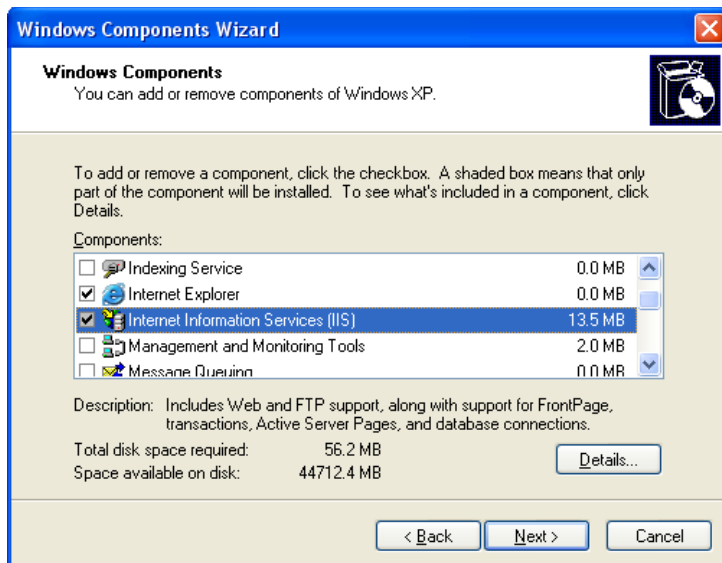 Windows Components Wizard
Windows Components
You can add or remove components of Windows XP.
To add or remove a component, click the checkbox. A shaded box means that only
part of the component will be installed. To see what's included in a component, click
Details.
Components:
Indexing Service 0.0 MB
Internet Explorer 0.0 MB
Internet Information Services (IIS) 13.5 MB
Management and Monitoring Tools 2.0 MB
Message Queuing 0.0 MB
Description: Includes Web and FTP support, along with support for FrontPage,
transactions, Active Server Pages, and database connections.
Total disk space required: 56.2 MB
Space available on disk: 44712.4 MB
Details...
< Back Next > Cancel